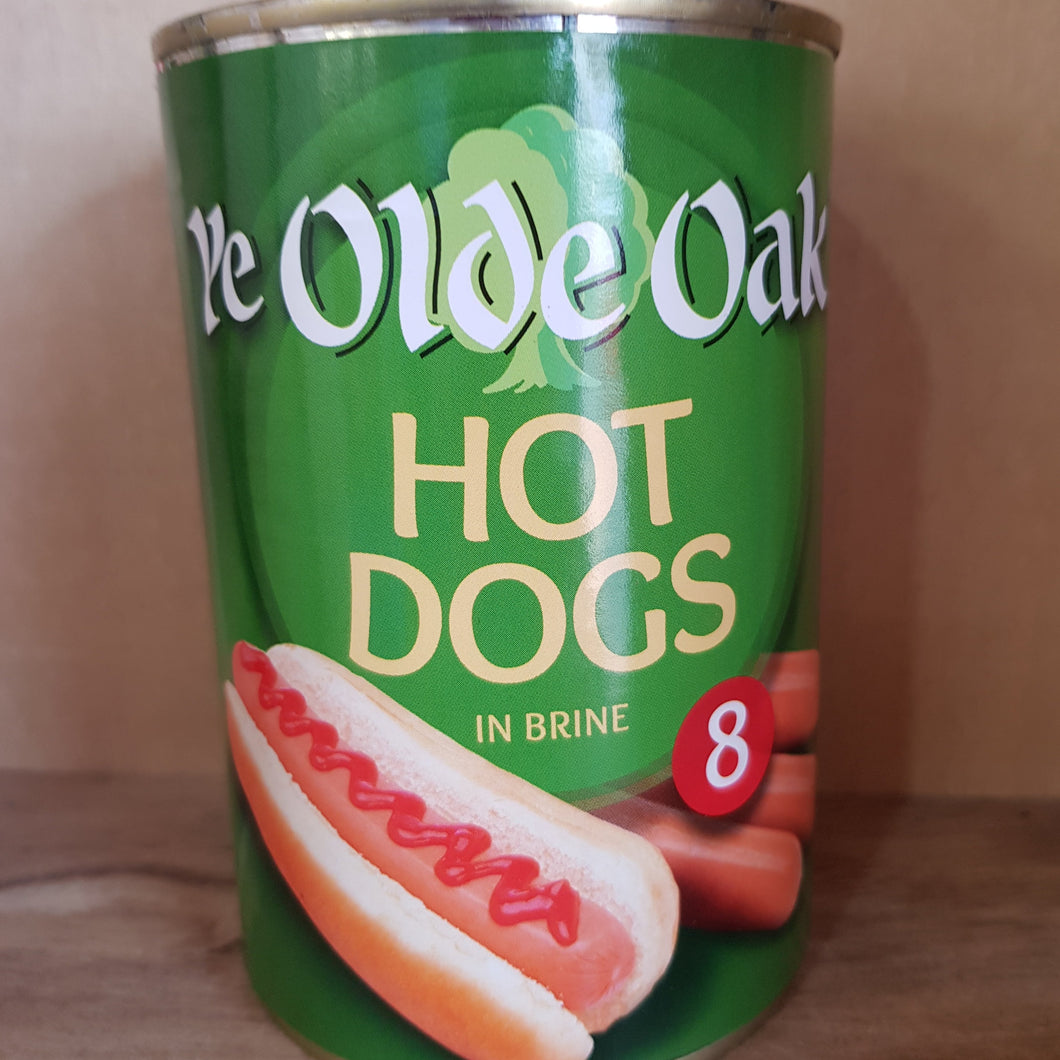 Ye Olde Oak
HOT
DOGS
IN BRINE
8